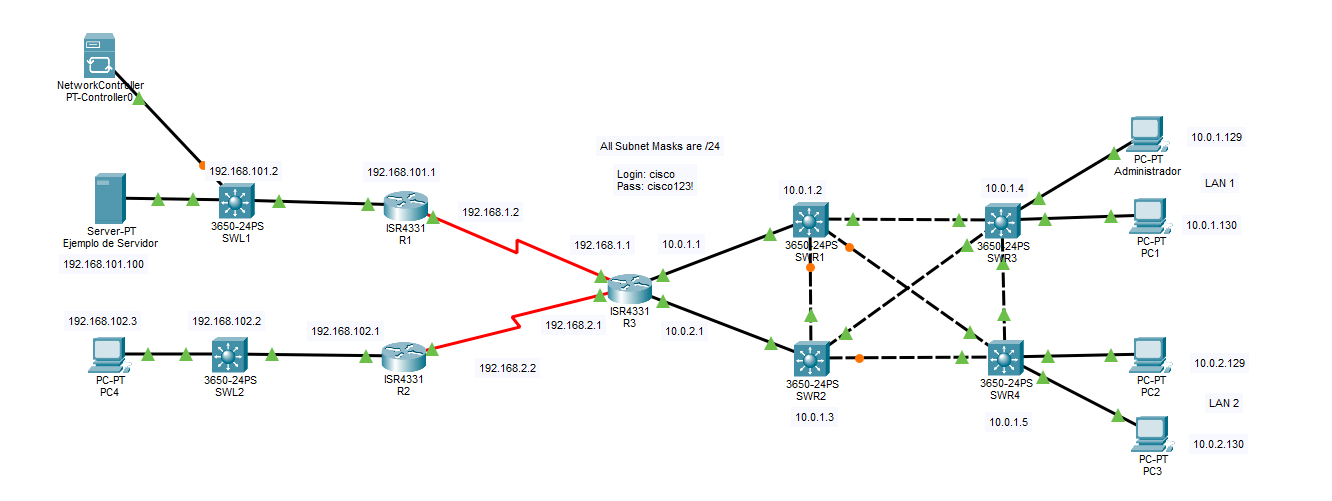 NetworkController
PT-Controller0
192.168.101.2
Server-PT
Ejemplo de Servidor
192.168.101.100
3650-24PS
SWL1
192.168.101.1
ISR4331
R1
192.168.1.2
192.168.102.3
PC-PT
PC4
192.168.102.2
3650-24PS
SWL2
192.168.102.1
ISR4331
R2
192.168.2.2
All Subnet Masks are /24
Login: cisco
Pass: cisco123!
192.168.1.1
10.0.1.1
ISR4331
R3
192.168.2.1
10.0.2.1
10.0.1.2
3650-24PS
SWR1
10.0.1.4
3650-24PS
SWR3
3650-24PS
SWR2
10.0.1.3
3650-24PS
SWR4
10.0.1.5
PC-PT
Administrador
10.0.1.129
LAN 1
PC-PT
PC1
10.0.1.130
PC-PT
PC2
10.0.2.129
LAN 2
PC-PT
PC3
10.0.2.130